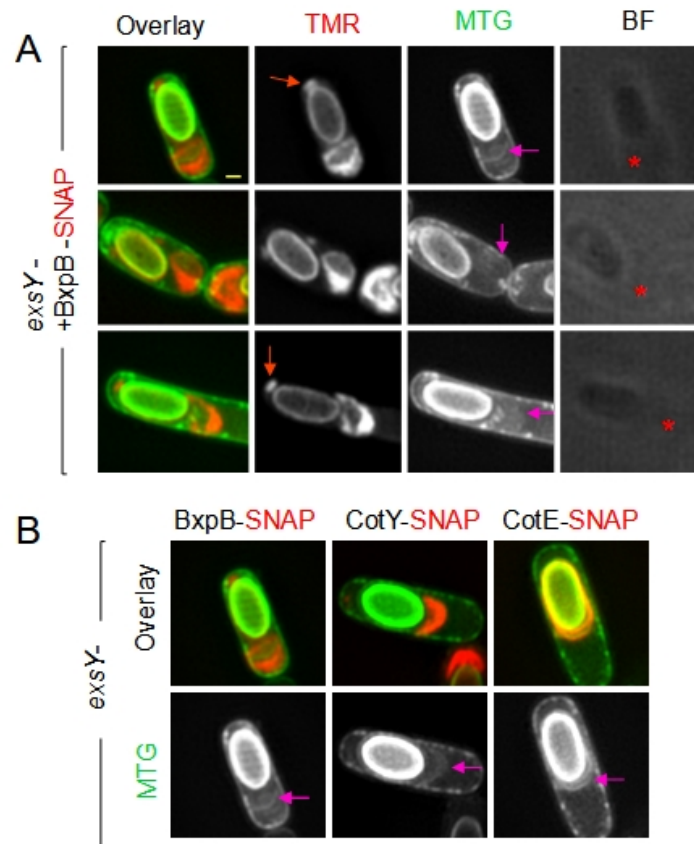 A
Overlay TMR MTG BF
exsY -
+BxpB -SNAP
*
*
*
B
BxpB-SNAP CotY-SNAP CotE-SNAP
exsY-
Overlay
MTG